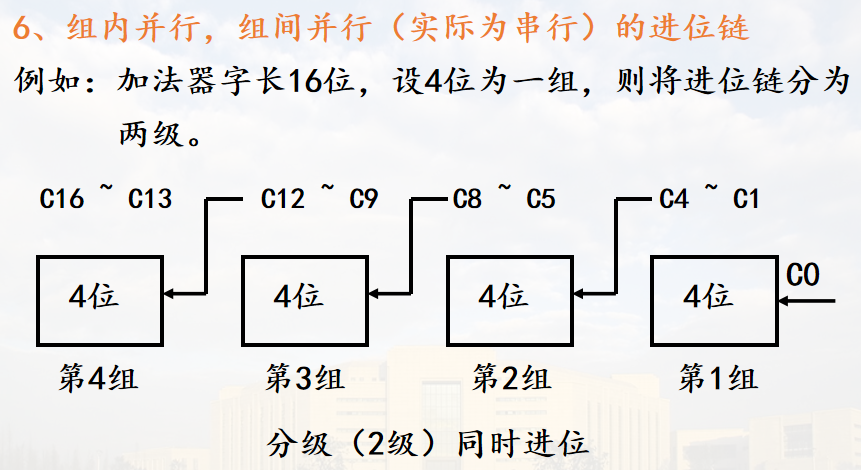 6、组内并行，组间并行（实际为串行）的进位链
例如：加法器字长16位，设4位为一组，则将进位链分为
两级。
C16 ~ C13 C12 ~ C9 C8 ~ C5 C4 ~ C1
C0
4位 4位 4位 4位
第4组 第3组 第2组 第1组
分级（2级）同时进位